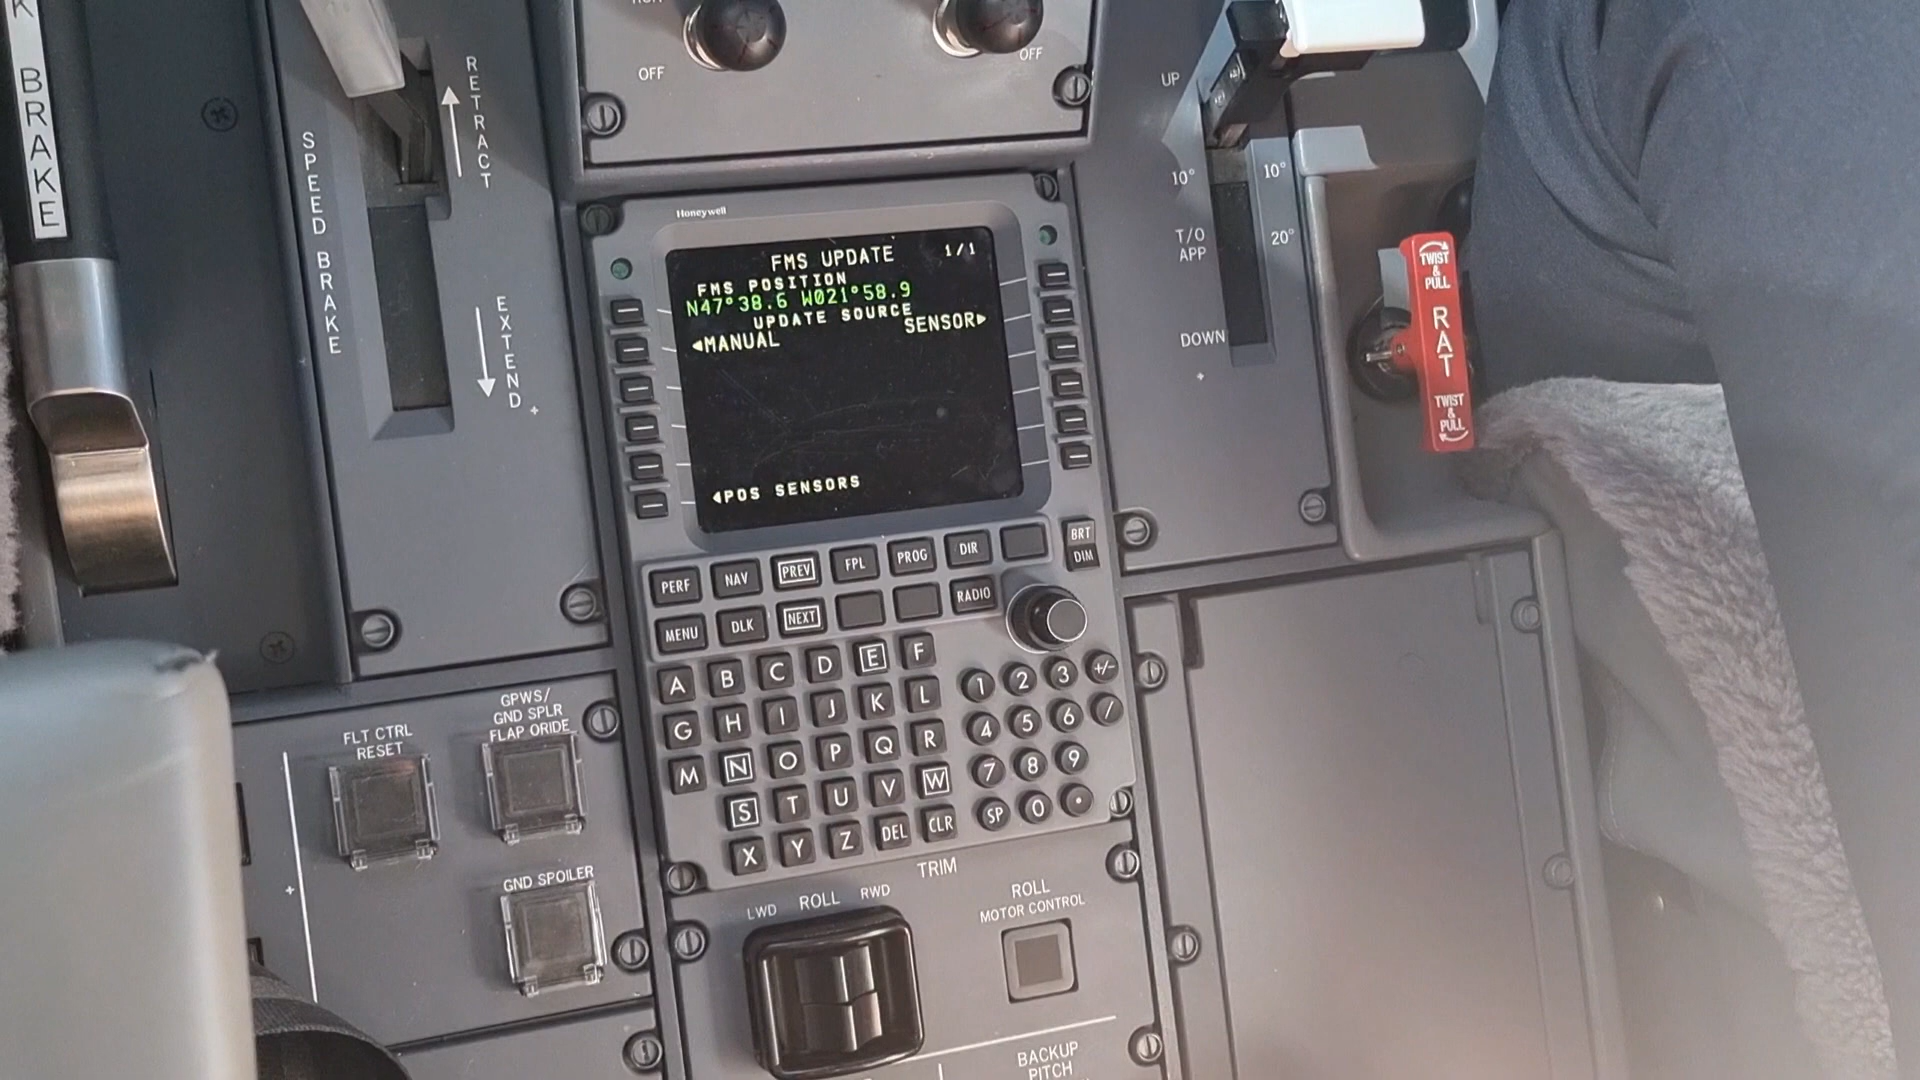 K BRAKE
SPEED BRAKE
RETRACT
EXTEND
OFF
OFF
UP
10°
10°
T/O
APP
20°
DOWN
TWIST
&
PULL
RAT
TWIST
&
PULL
Honeywell
FMS UPDATE 1/1
FMS POSITION
N47°38.6 W021°58.9
UPDATE SOURCE
SENSOR
MANUAL
POS SENSORS
BRT
DIM
PERF NAV PREV FPL PROG DIR
MENU DLK NEXT RADIO
A B C D E F
G H I J K L
M N O P Q R
S T U V W
X Y Z DEL CLR
1 2 3 +/-
4 5 6 /
7 8 9
SP 0 .
FLT CTRL
RESET
GPWS/
GND SPLR
FLAP ORIDE
GND SPOILER
TRIM
LWD ROLL RWD
ROLL
MOTOR CONTROL
BACKUP
PITCH